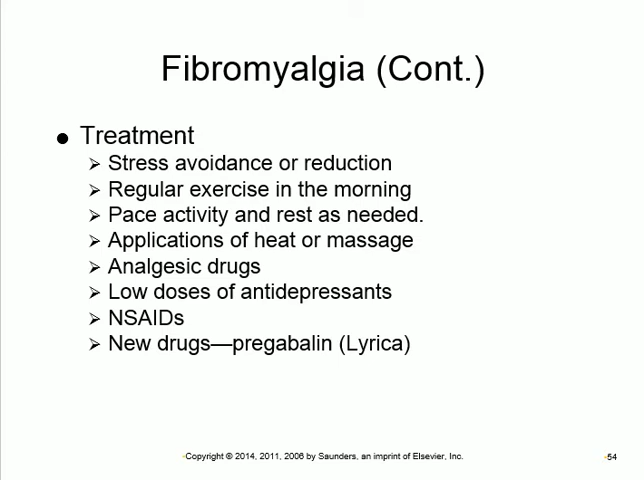 Fibromyalgia (Cont.)
● Treatment
➢ Stress avoidance or reduction
➢ Regular exercise in the morning
➢ Pace activity and rest as needed.
➢ Applications of heat or massage
➢ Analgesic drugs
➢ Low doses of antidepressants
➢ NSAIDs
➢ New drugs—pregabalin (Lyrica)
Copyright © 2014, 2011, 2006 by Saunders, an imprint of Elsevier, Inc.
54